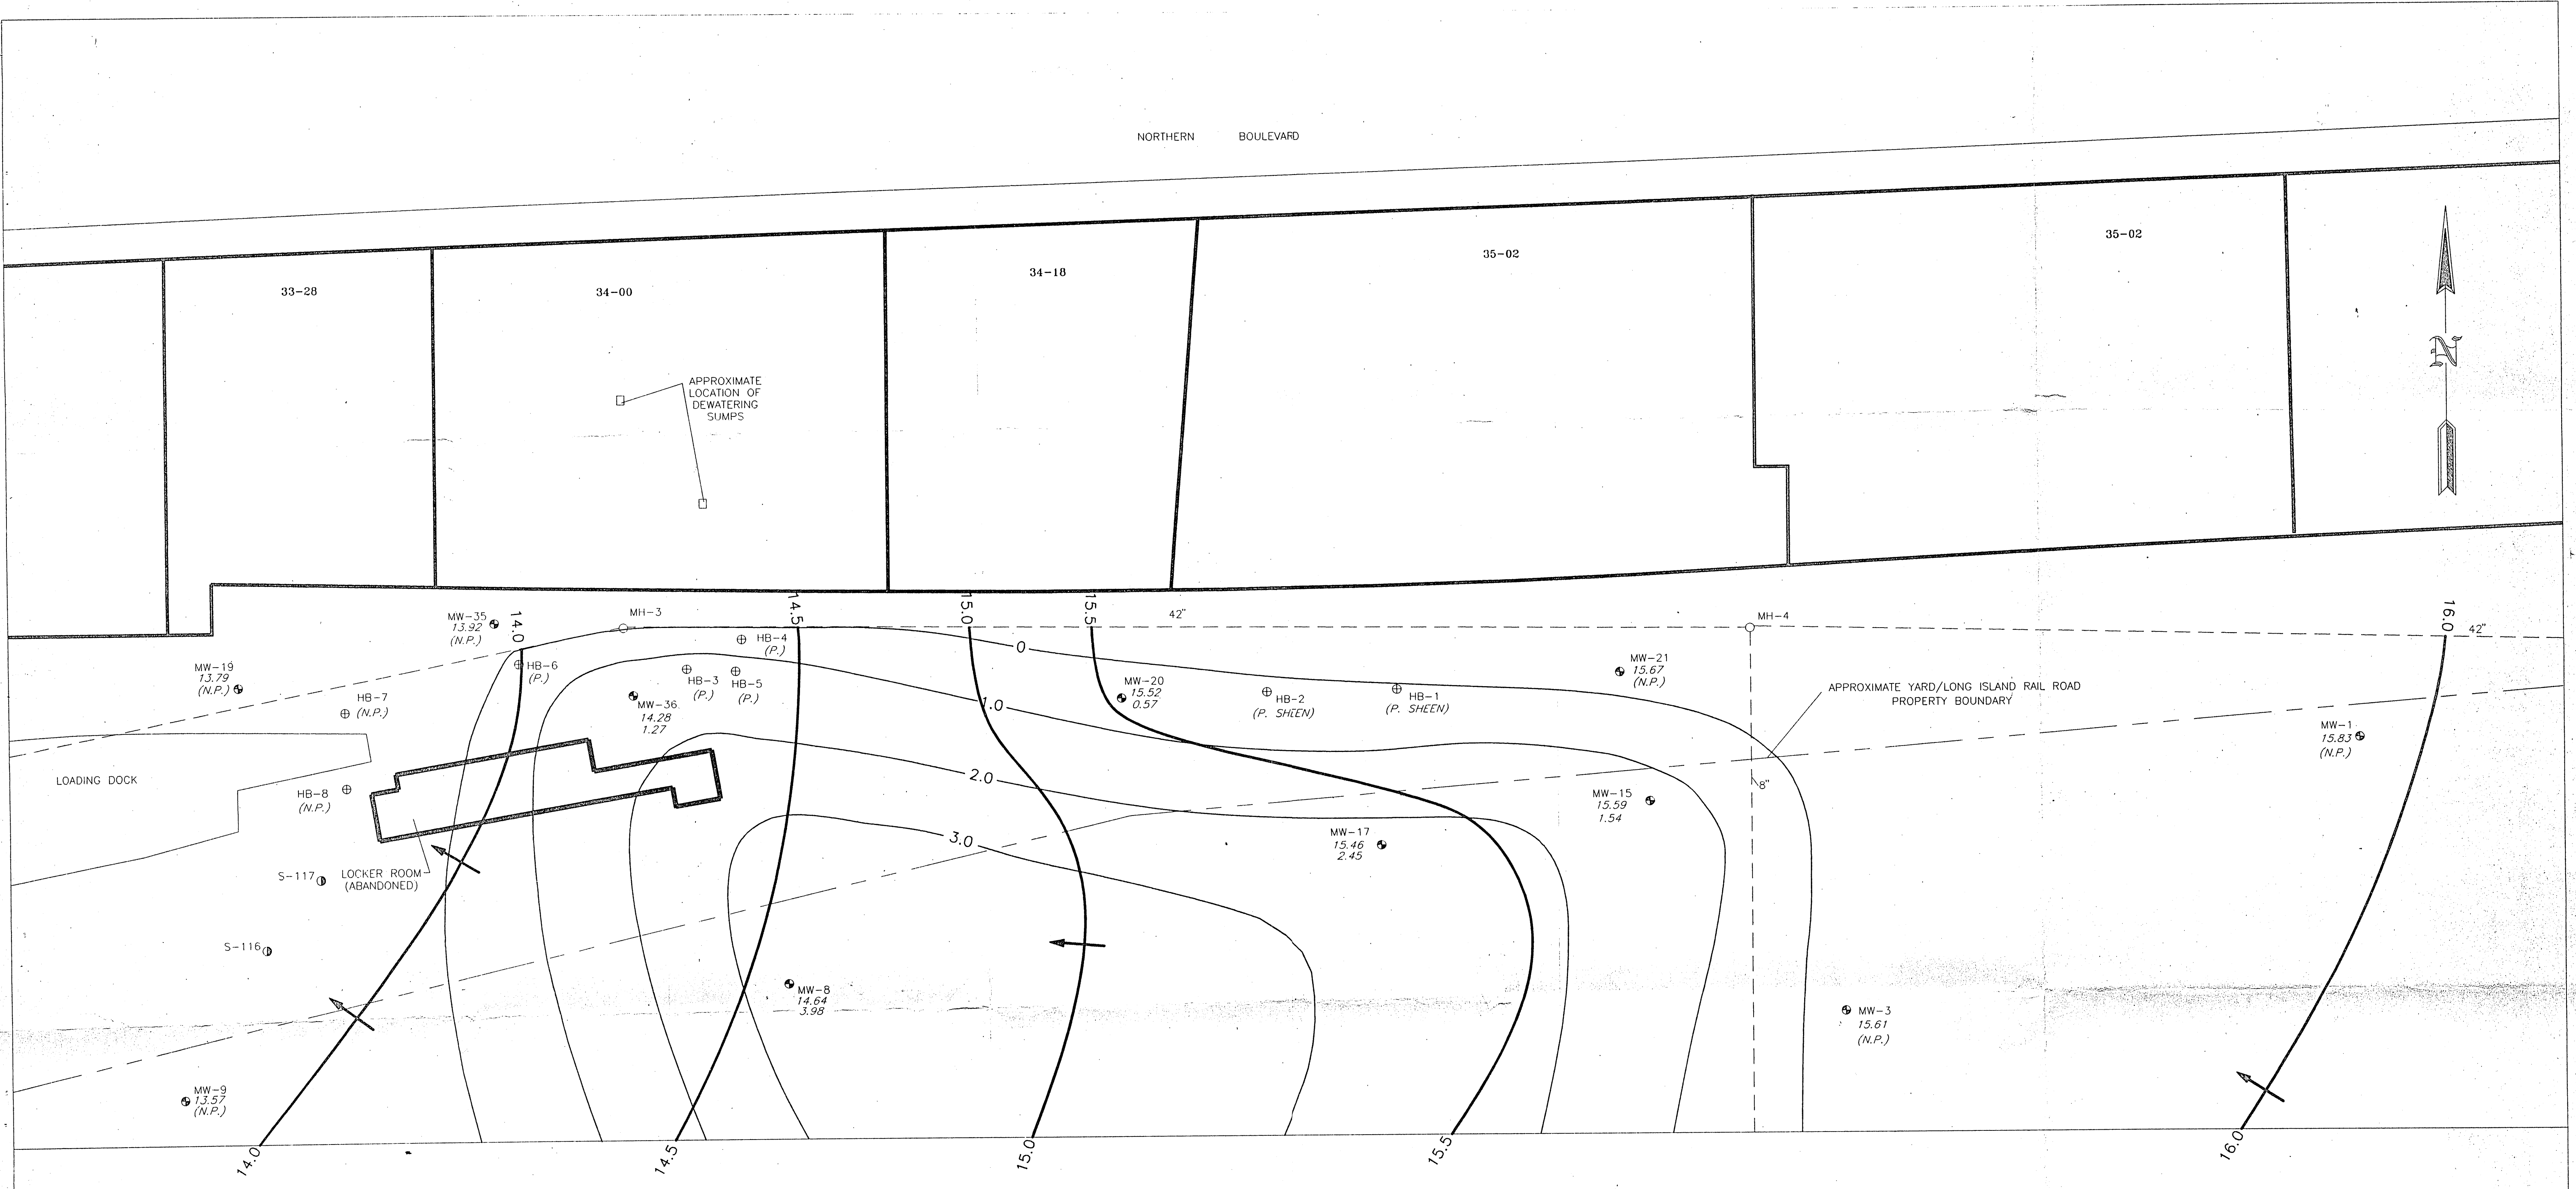 NORTHERN BOULEVARD
35-02
35-02
34-18
33-28
34-00
N
APPROXIMATE
LOCATION OF
DEWATERING
SUMPS
MW-35
13.92
(N.P.)
14.0
MH-3
14.5
15.0
15.5
42"
MH-4
16.0
42"
HB-4
(P.)
0
MW-19
13.79
(N.P.)
HB-6
(P.)
HB-3
(P.)
HB-5
(P.)
MW-20
15.52
0.57
MW-21
15.67
(N.P.)
HB-7
(N.P.)
MW-36
14.28
1.27
1.0
HB-2
(P. SHEEN)
HB-1
(P. SHEEN)
APPROXIMATE YARD/LONG ISLAND RAIL ROAD
PROPERTY BOUNDARY
MW-1
15.83
(N.P.)
LOADING DOCK
HB-8
(N.P.)
2.0
8"
MW-15
15.59
1.54
3.0
MW-17
15.46
2.45
S-117
LOCKER ROOM
(ABANDONED)
S-116
MW-8
14.64
3.98
MW-3
15.61
(N.P.)
MW-9
13.57
(N.P.)
14.0
14.5
15.0
15.5
16.0